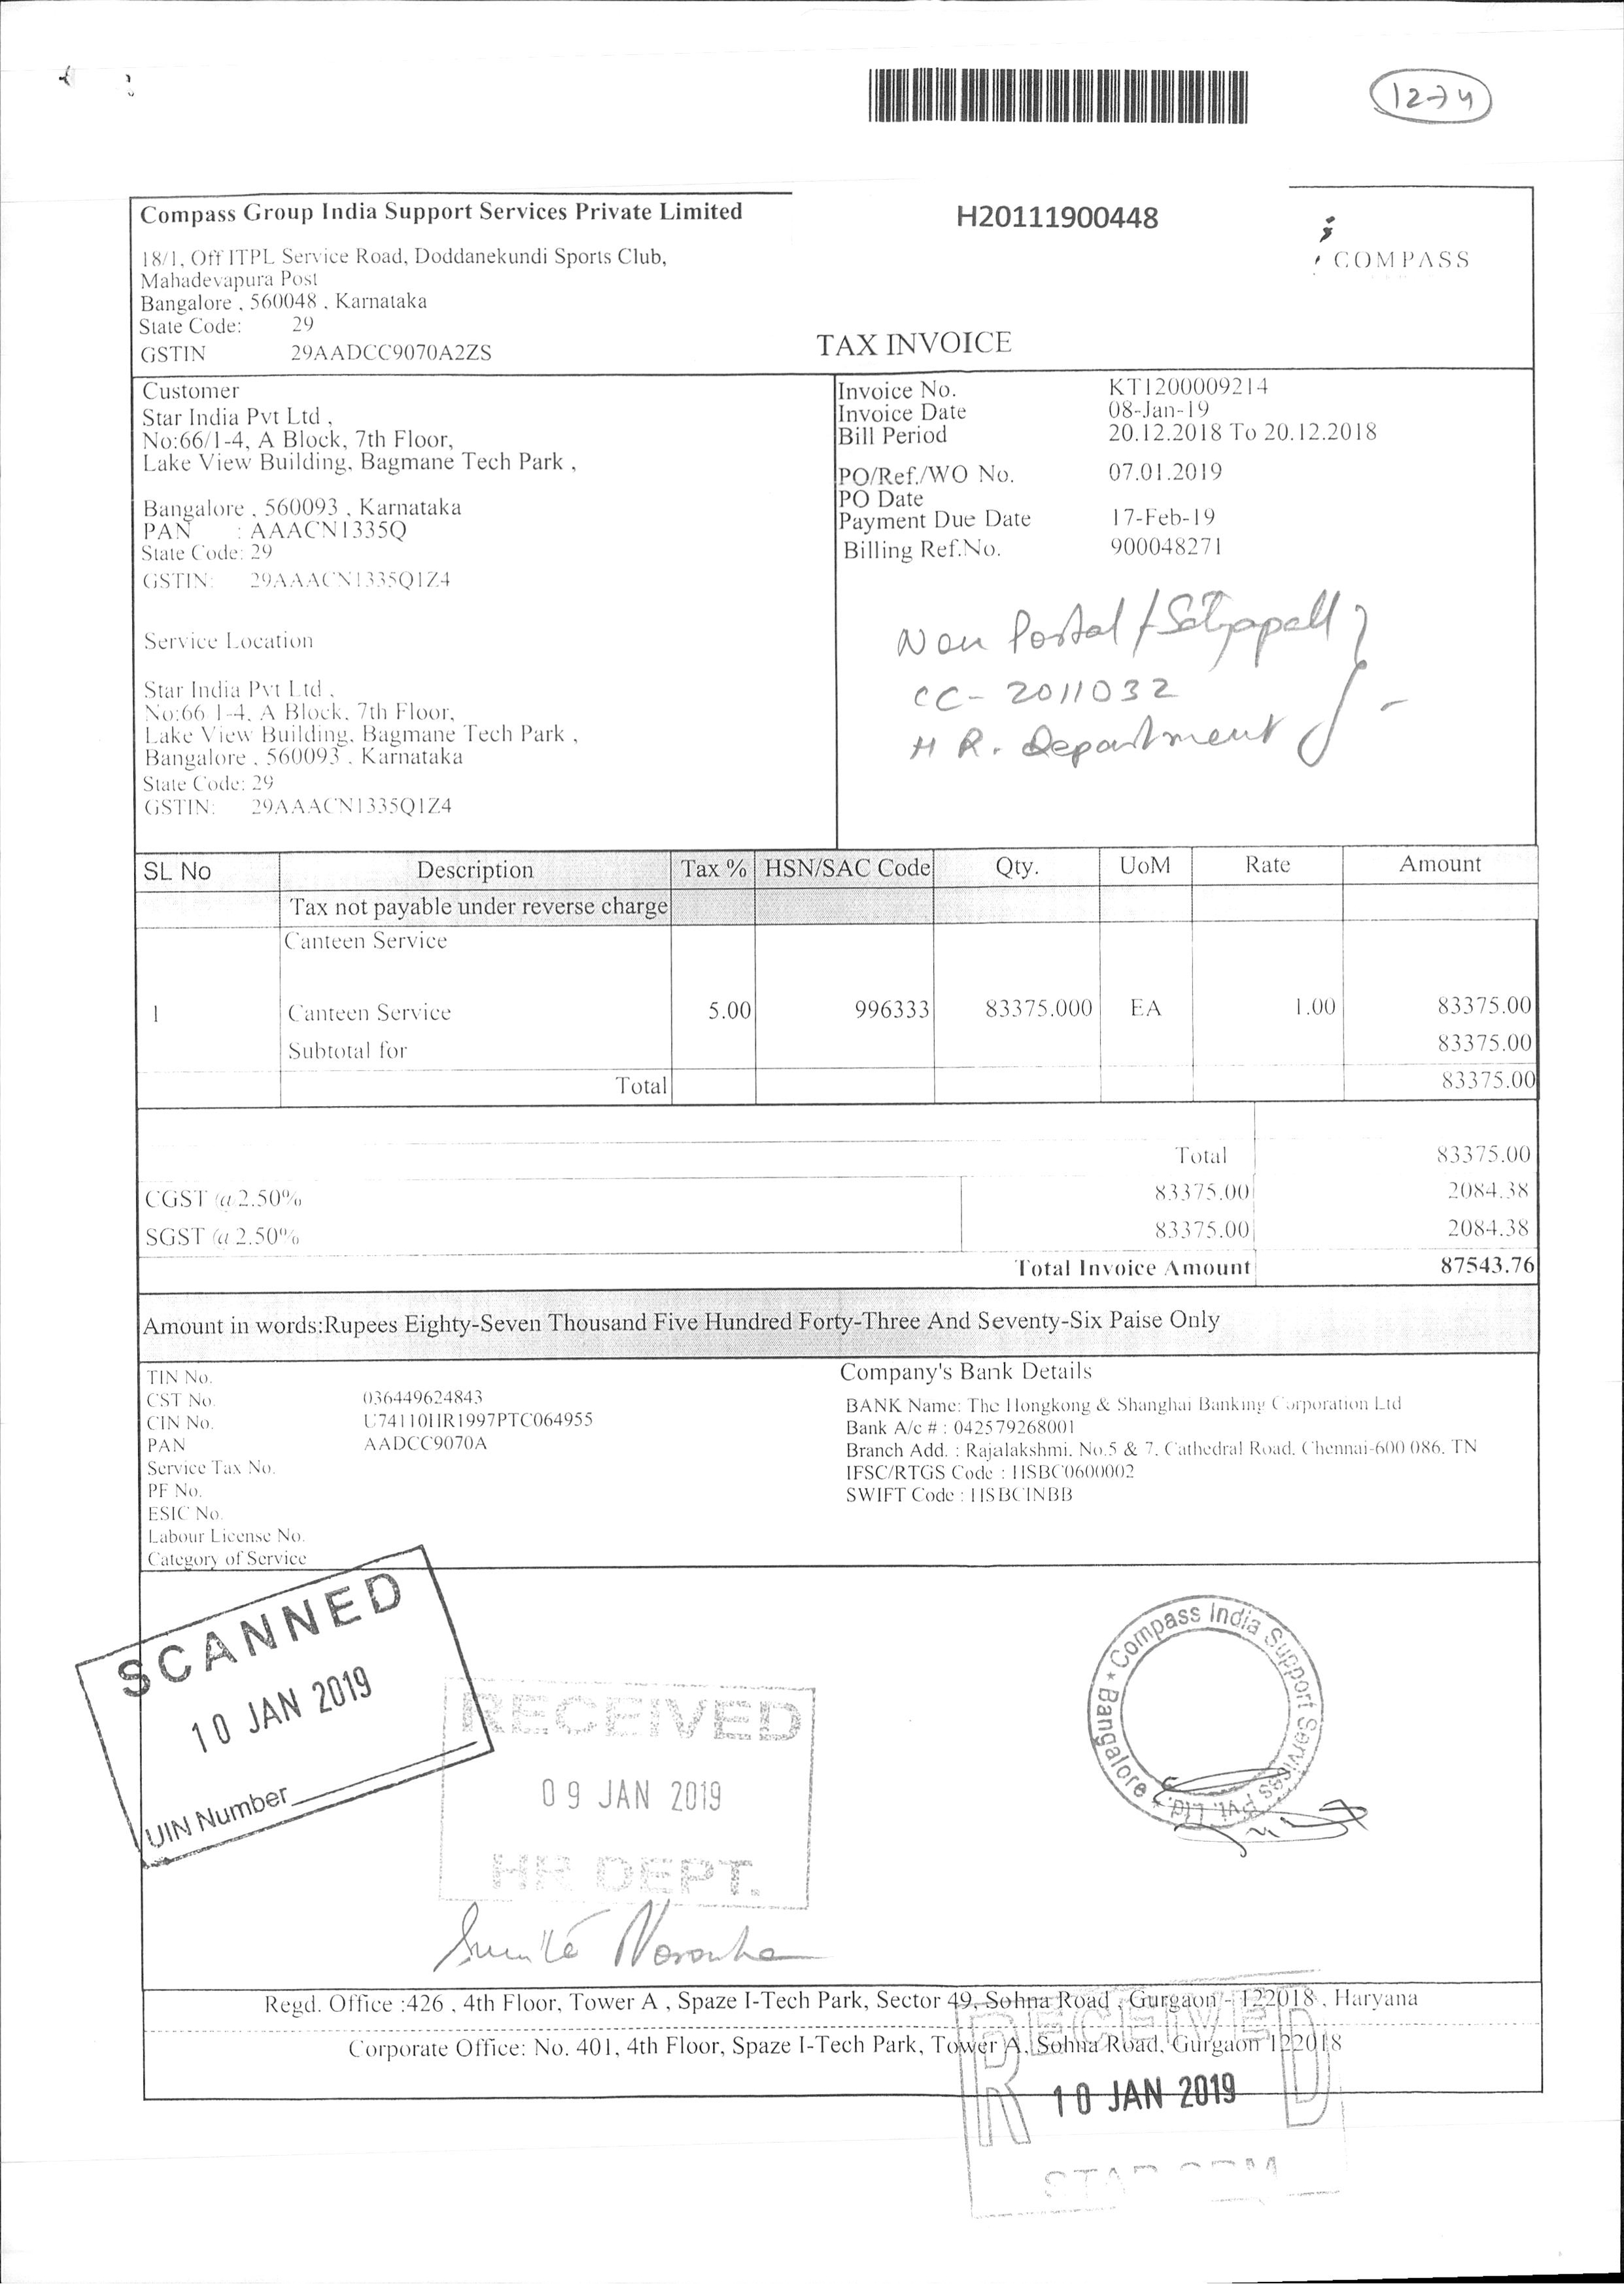 12-74
Compass Group India Support Services Private Limited
H20111900448
COMPASS
18/1, Off ITPL Service Road, Doddanekundi Sports Club,
Mahadevapura Post
Bangalore , 560048 , Karnataka
State Code: 29
GSTIN 29AADCC9070A2ZS
TAX INVOICE
Customer
Star India Pvt Ltd ,
No:66/1-4, A Block, 7th Floor,
Lake View Building, Bagmane Tech Park ,
Bangalore , 560093 , Karnataka
PAN : AAACN1335Q
State Code: 29
GSTIN: 29AAACN1335Q1Z4
Service Location
Star India Pvt Ltd ,
No:66 1-4, A Block, 7th Floor,
Lake View Building, Bagmane Tech Park ,
Bangalore , 560093 , Karnataka
State Code: 29
GSTIN: 29AAACN1335Q1Z4
Invoice No. KT1200009214
Invoice Date 08-Jan-19
Bill Period 20.12.2018 To 20.12.2018
PO/Ref./WO No. 07.01.2019
PO Date
Payment Due Date 17-Feb-19
Billing Ref.No. 900048271
Non Postal /
CC- 2011032
H R. Department
SL No Description Tax % HSN/SAC Code Qty. UoM Rate Amount
Tax not payable under reverse charge
Canteen Service
1 Canteen Service 5.00 996333 83375.000 EA 1.00 83375.00
Subtotal for 83375.00
Total 83375.00
Total 83375.00
CGST @ 2.50% 83375.00 2084.38
SGST @ 2.50% 83375.00 2084.38
Total Invoice Amount 87543.76
Amount in words:Rupees Eighty-Seven Thousand Five Hundred Forty-Three And Seventy-Six Paise Only
TIN No.
CST No. 036449624843
CIN No. U74110HR1997PTC064955
PAN AADCC9070A
Service Tax No.
PF No.
ESIC No.
Labour License No.
Category of Service
Company's Bank Details
BANK Name: The Hongkong & Shanghai Banking Corporation Ltd
Bank A/c # : 042579268001
Branch Add. : Rajalakshmi, No.5 & 7, Cathedral Road, Chennai-600 086. TN
IFSC/RTGS Code : HSBC0600002
SWIFT Code : HSBCINBB
SCANNED
10 JAN 2019
UIN Number
RECEIVED
09 JAN 2019
HR DEPT.
Compass India Support Services Pvt. Ltd. * Bangalore *
Regd. Office :426 , 4th Floor, Tower A , Spaze I-Tech Park, Sector 49, Sohna Road , Gurgaon - 122018 , Haryana
Corporate Office: No. 401, 4th Floor, Spaze I-Tech Park, Tower A, Sohna Road, Gurgaon 122018
RECEIVED
10 JAN 2019